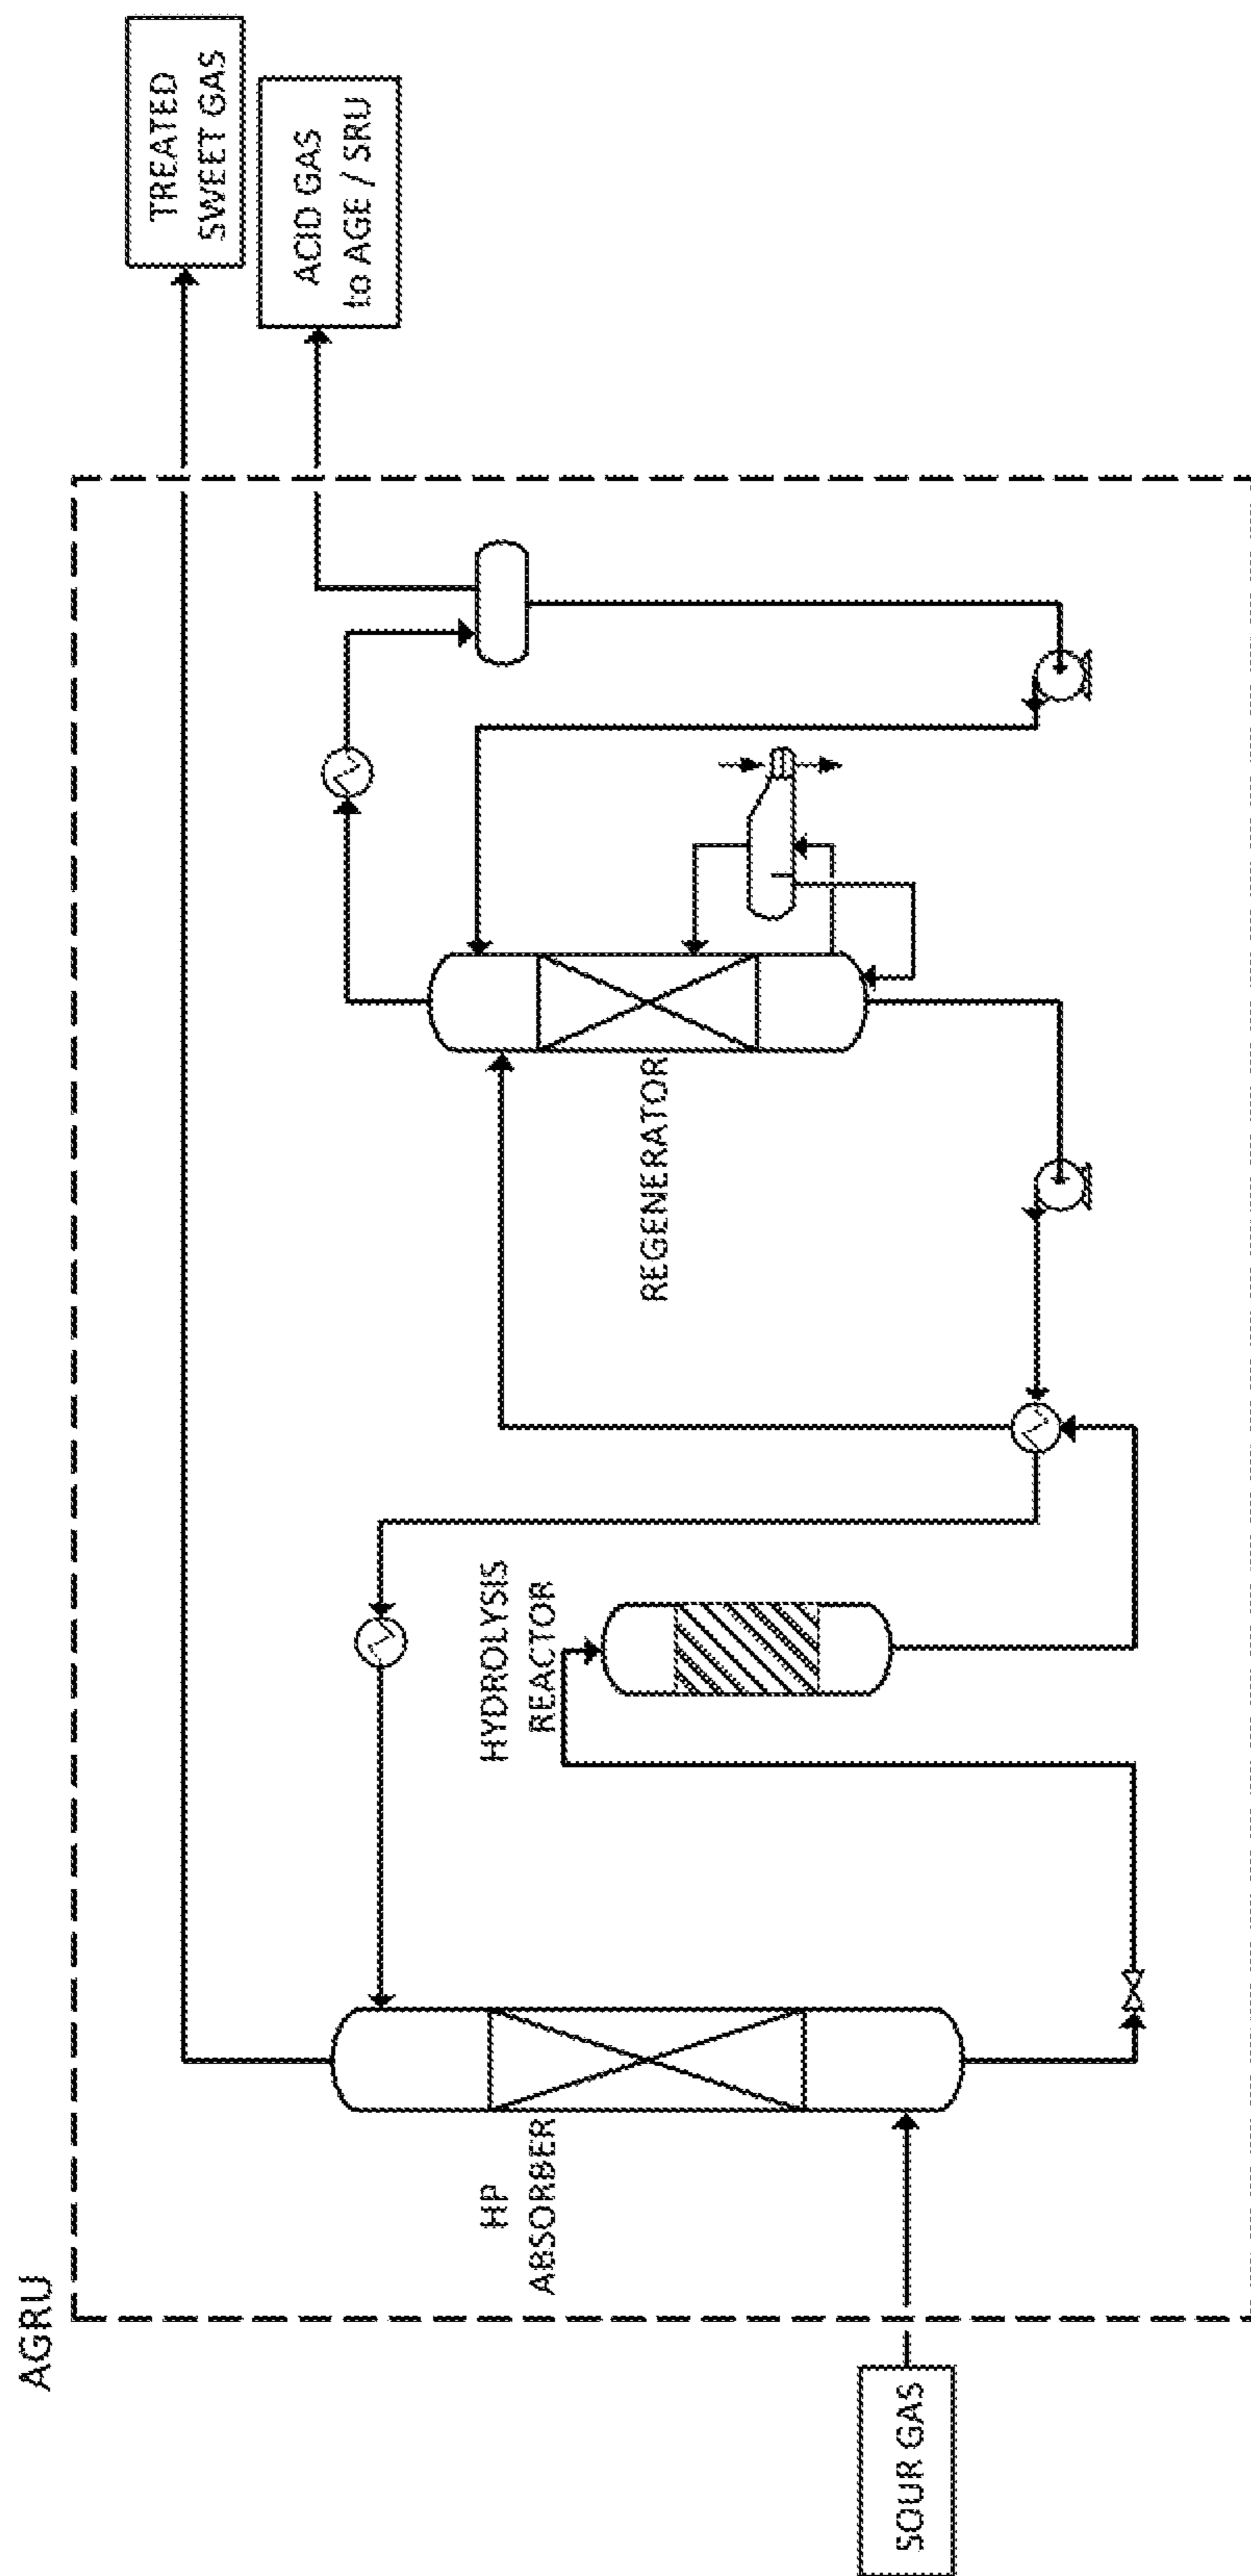 AGRU
TREATED
SWEET GAS
ACID GAS
to AGE / SRU
HP
ABSORBER
HYDROLYSIS
REACTOR
REGENERATOR
SOUR GAS